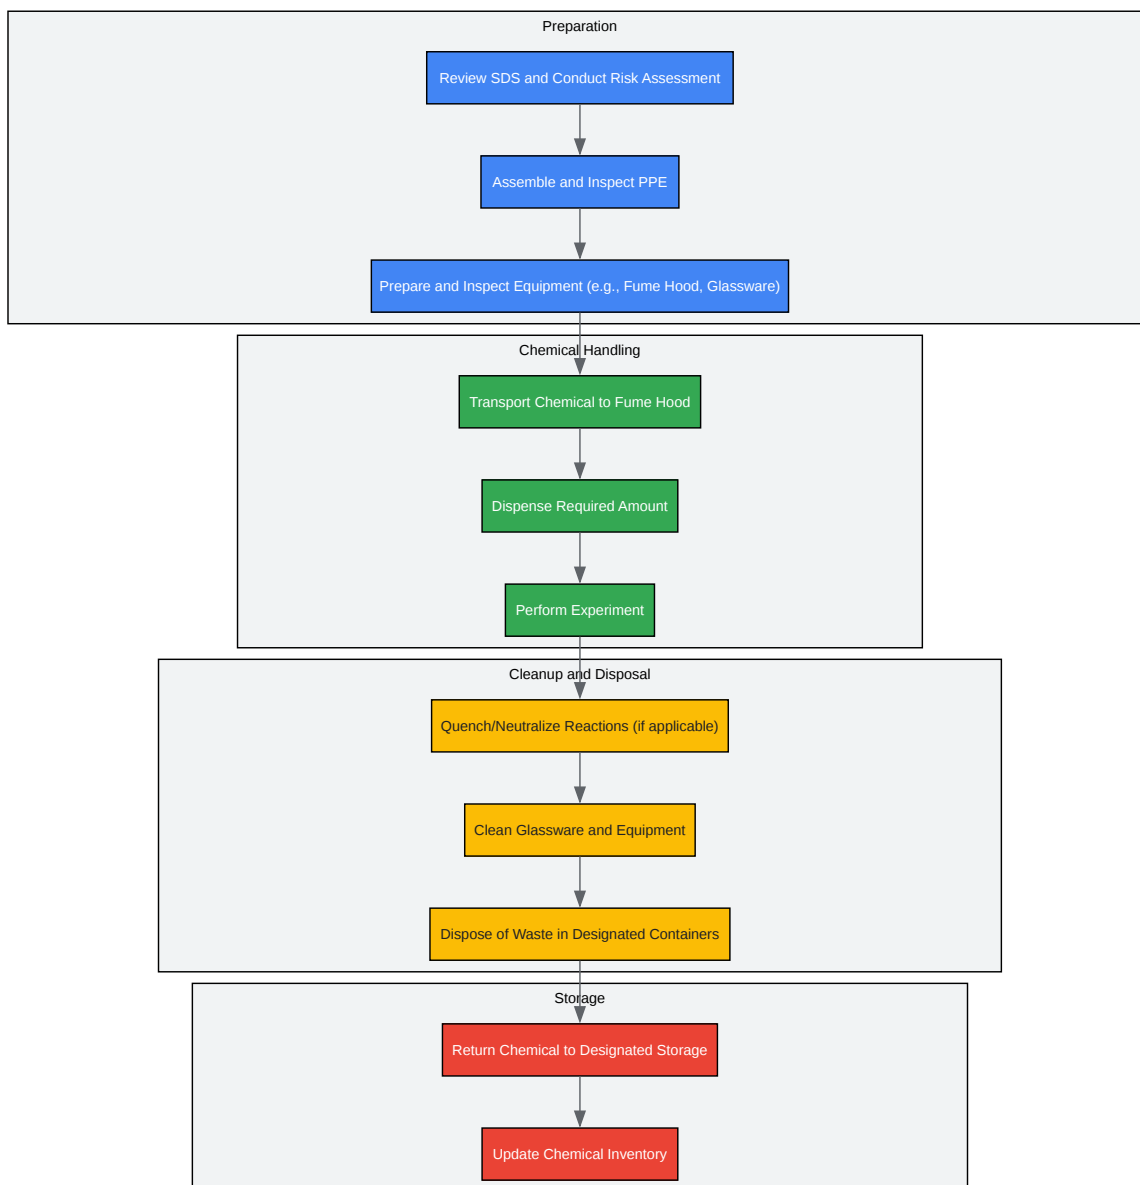 Preparation
Review SDS and Conduct Risk Assessment
Assemble and Inspect PPE
Prepare and Inspect Equipment (e.g., Fume Hood, Glassware)
Chemical Handling
Transport Chemical to Fume Hood
Dispense Required Amount
Perform Experiment
Cleanup and Disposal
Quench/Neutralize Reactions (if applicable)
Clean Glassware and Equipment
Dispose of Waste in Designated Containers
Storage
Return Chemical to Designated Storage
Update Chemical Inventory